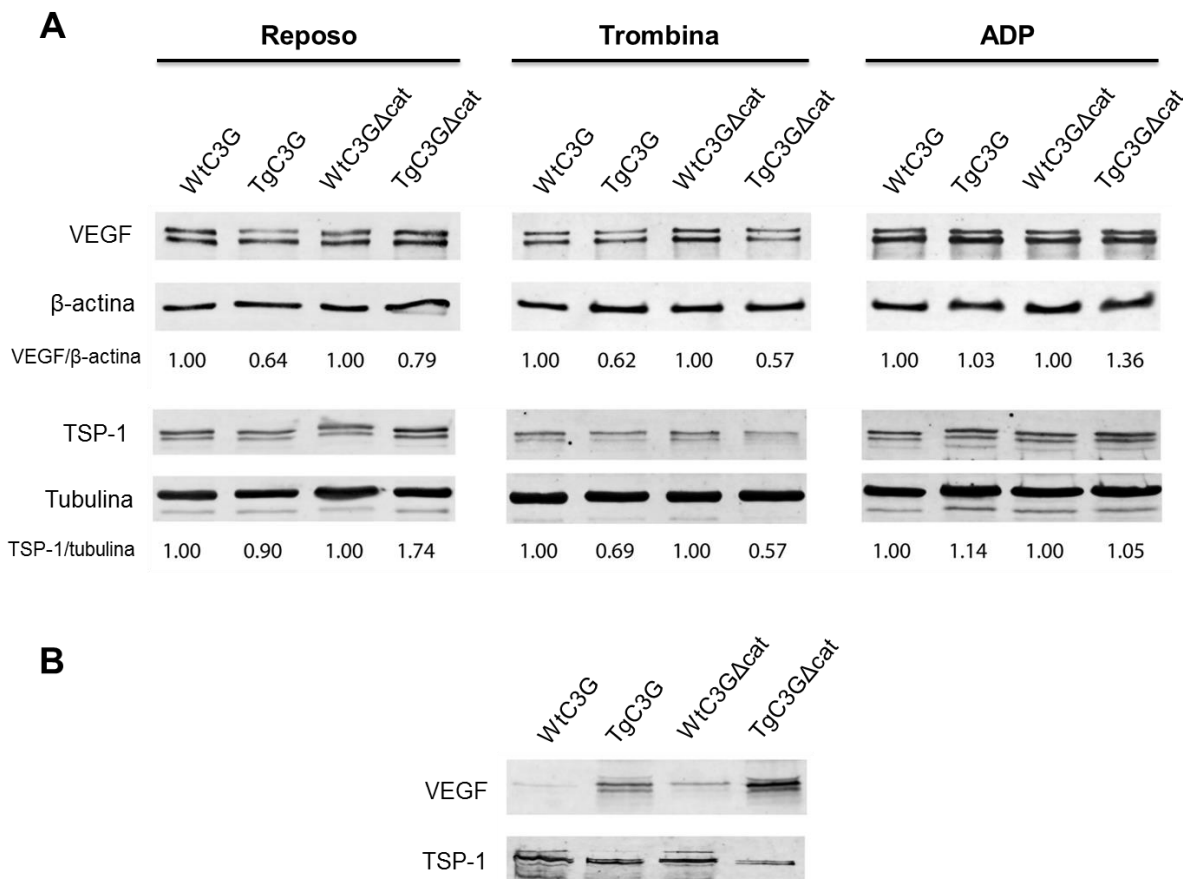 A
Reposo Trombina ADP
WtC3G TgC3G WtC3GΔcat TgC3GΔcat WtC3G TgC3G WtC3GΔcat TgC3GΔcat WtC3G TgC3G WtC3GΔcat TgC3GΔcat
VEGF
β-actina
VEGF/β-actina 1.00 0.64 1.00 0.79 1.00 0.62 1.00 0.57 1.00 1.03 1.00 1.36
TSP-1
Tubulina
TSP-1/tubulina 1.00 0.90 1.00 1.74 1.00 0.69 1.00 0.57 1.00 1.14 1.00 1.05
B
WtC3G TgC3G WtC3GΔcat TgC3GΔcat
VEGF
TSP-1